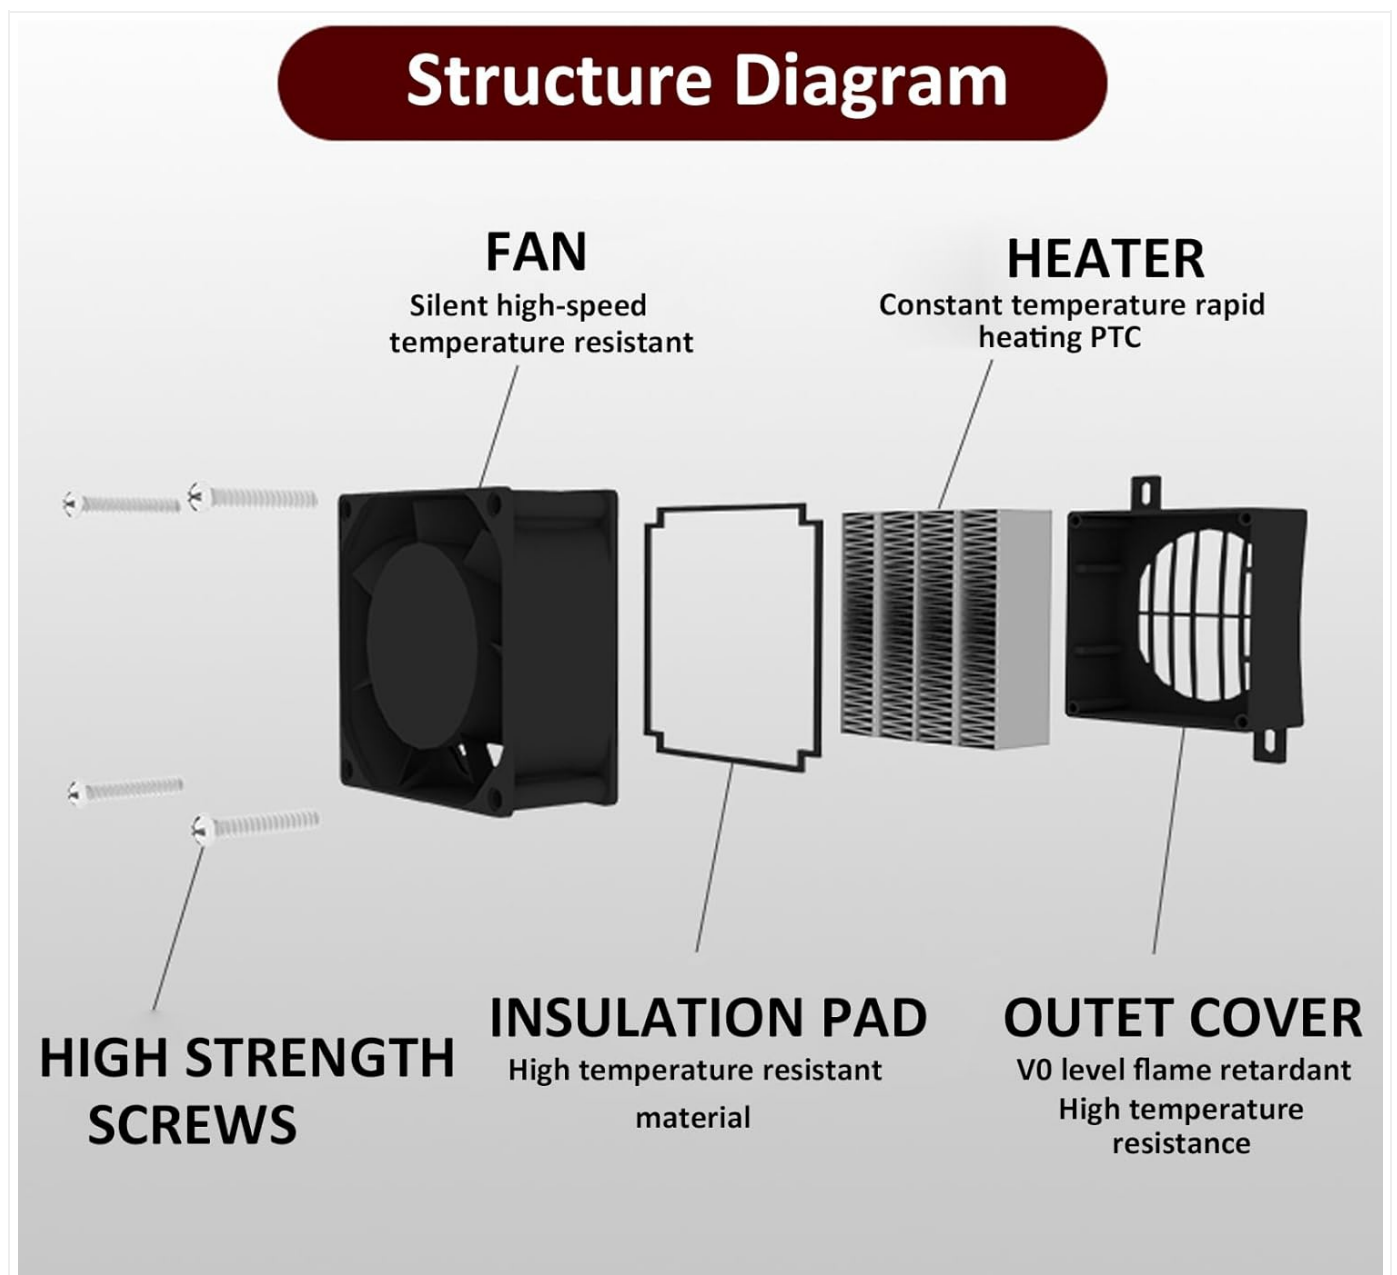 Structure Diagram
FAN
Silent high-speed
temperature resistant
HEATER
Constant temperature rapid
heating PTC
HIGH STRENGTH
SCREWS
INSULATION PAD
High temperature resistant
material
OUTET COVER
V0 level flame retardant
High temperature
resistance